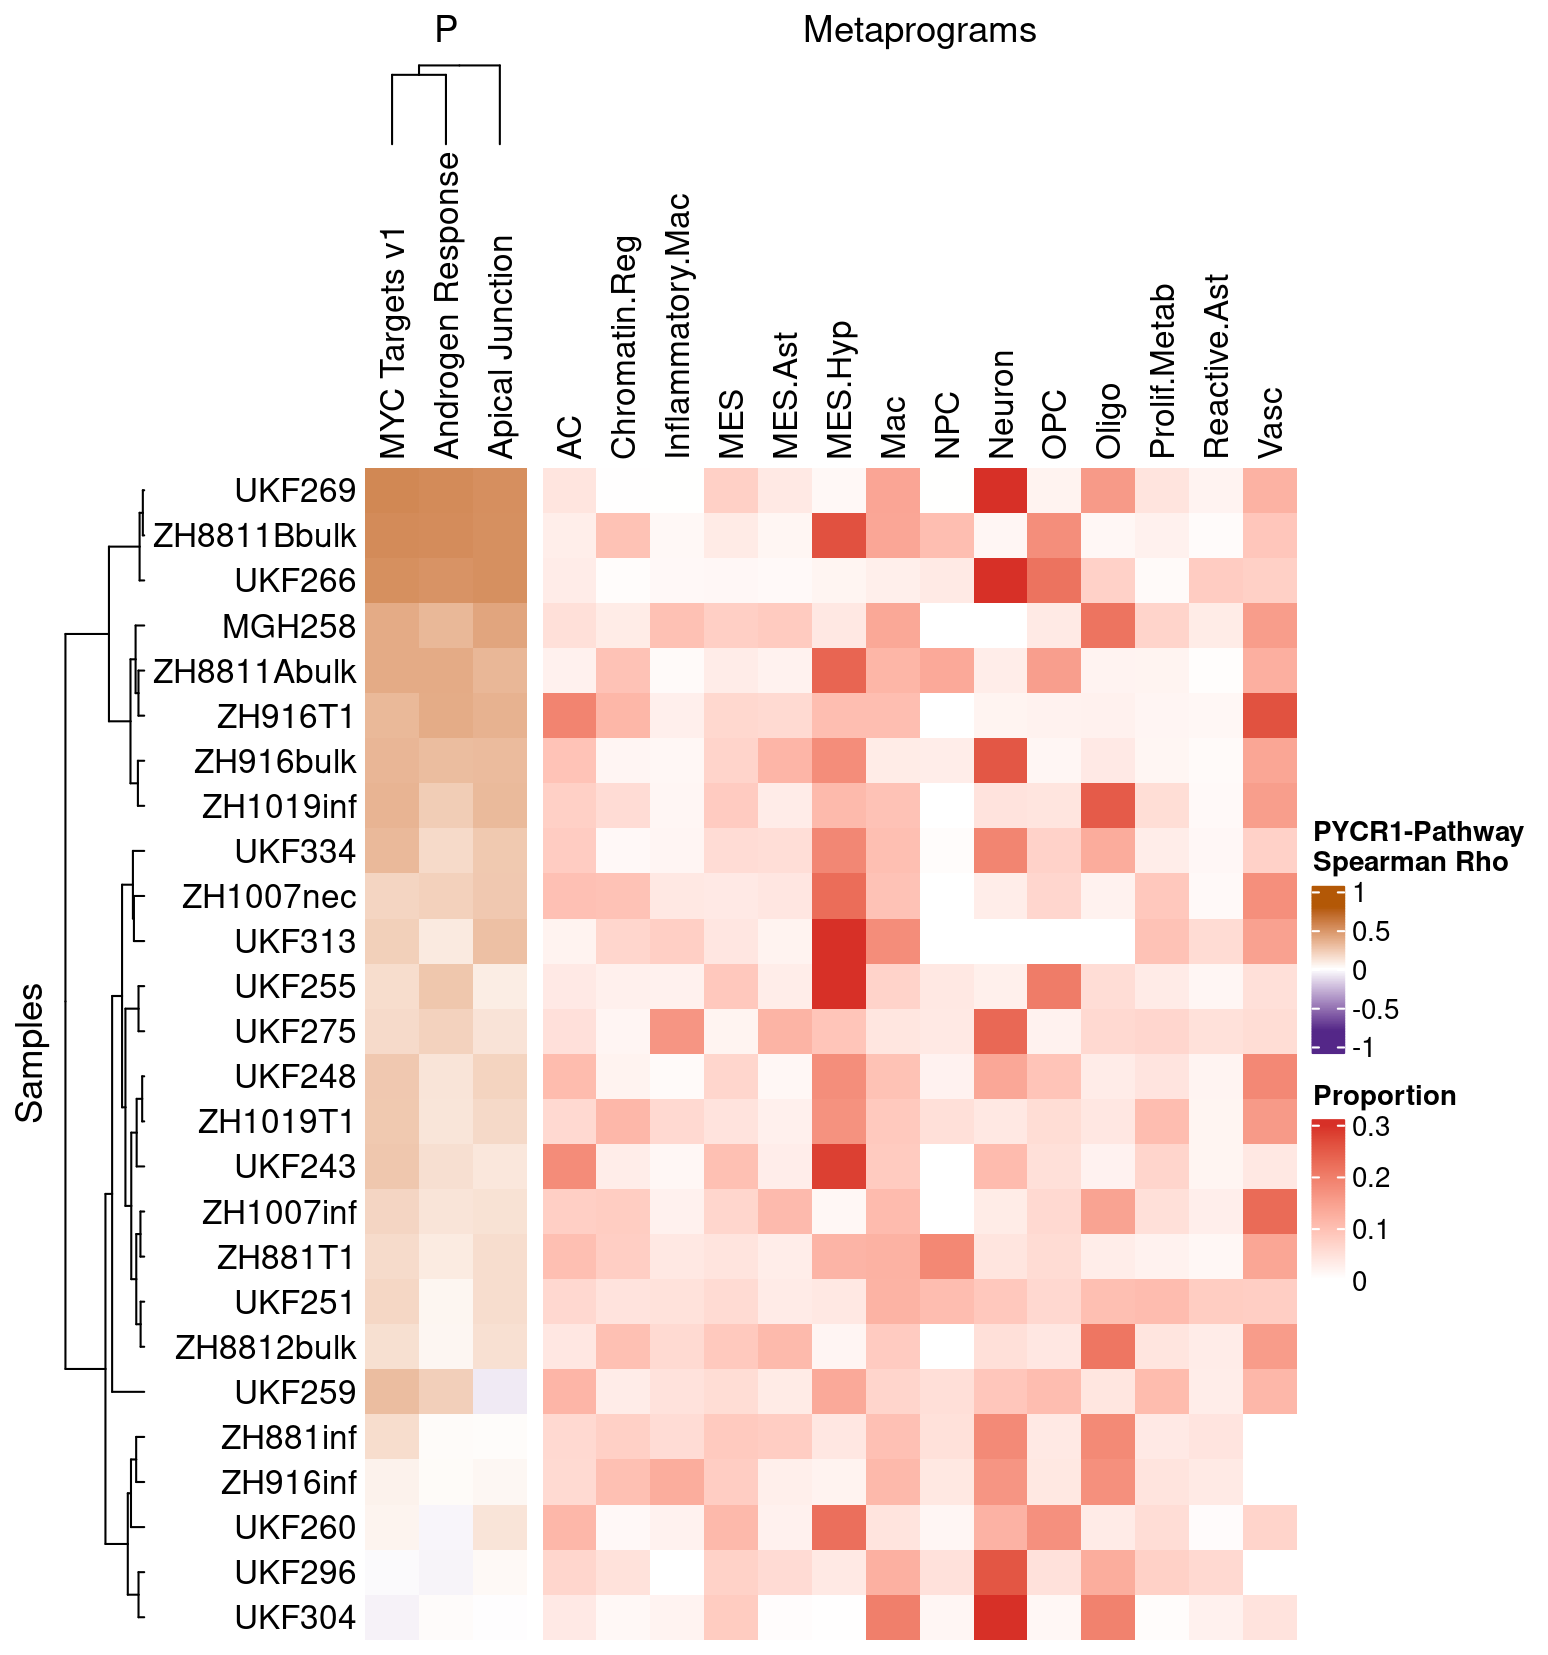 P
Metaprograms
MYC Targets v1
Androgen Response
Apical Junction
AC
Chromatin.Reg
Inflammatory.Mac
MES
MES.Ast
MES.Hyp
Mac
NPC
Neuron
OPC
Oligo
Prolif.Metab
Reactive.Ast
Vasc
Samples
UKF269
ZH8811Bbulk
UKF266
MGH258
ZH8811Abulk
ZH916T1
ZH916bulk
ZH1019inf
UKF334
ZH1007nec
UKF313
UKF255
UKF275
UKF248
ZH1019T1
UKF243
ZH1007inf
ZH881T1
UKF251
ZH8812bulk
UKF259
ZH881inf
ZH916inf
UKF260
UKF296
UKF304
PYCR1-Pathway
Spearman Rho
1
0.5
0
-0.5
-1
Proportion
0.3
0.2
0.1
0